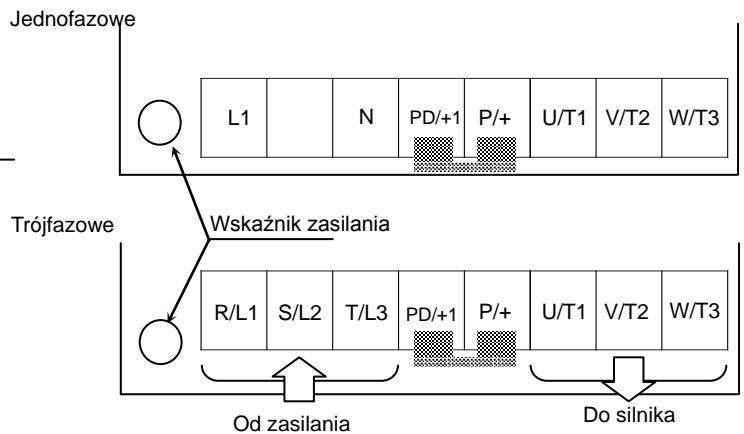 Jednofazowe
L1 N PD/+1 P/+ U/T1 V/T2 W/T3
Trójfazowe Wskaźnik zasilania
R/L1 S/L2 T/L3 PD/+1 P/+ U/T1 V/T2 W/T3
Od zasilania Do silnika